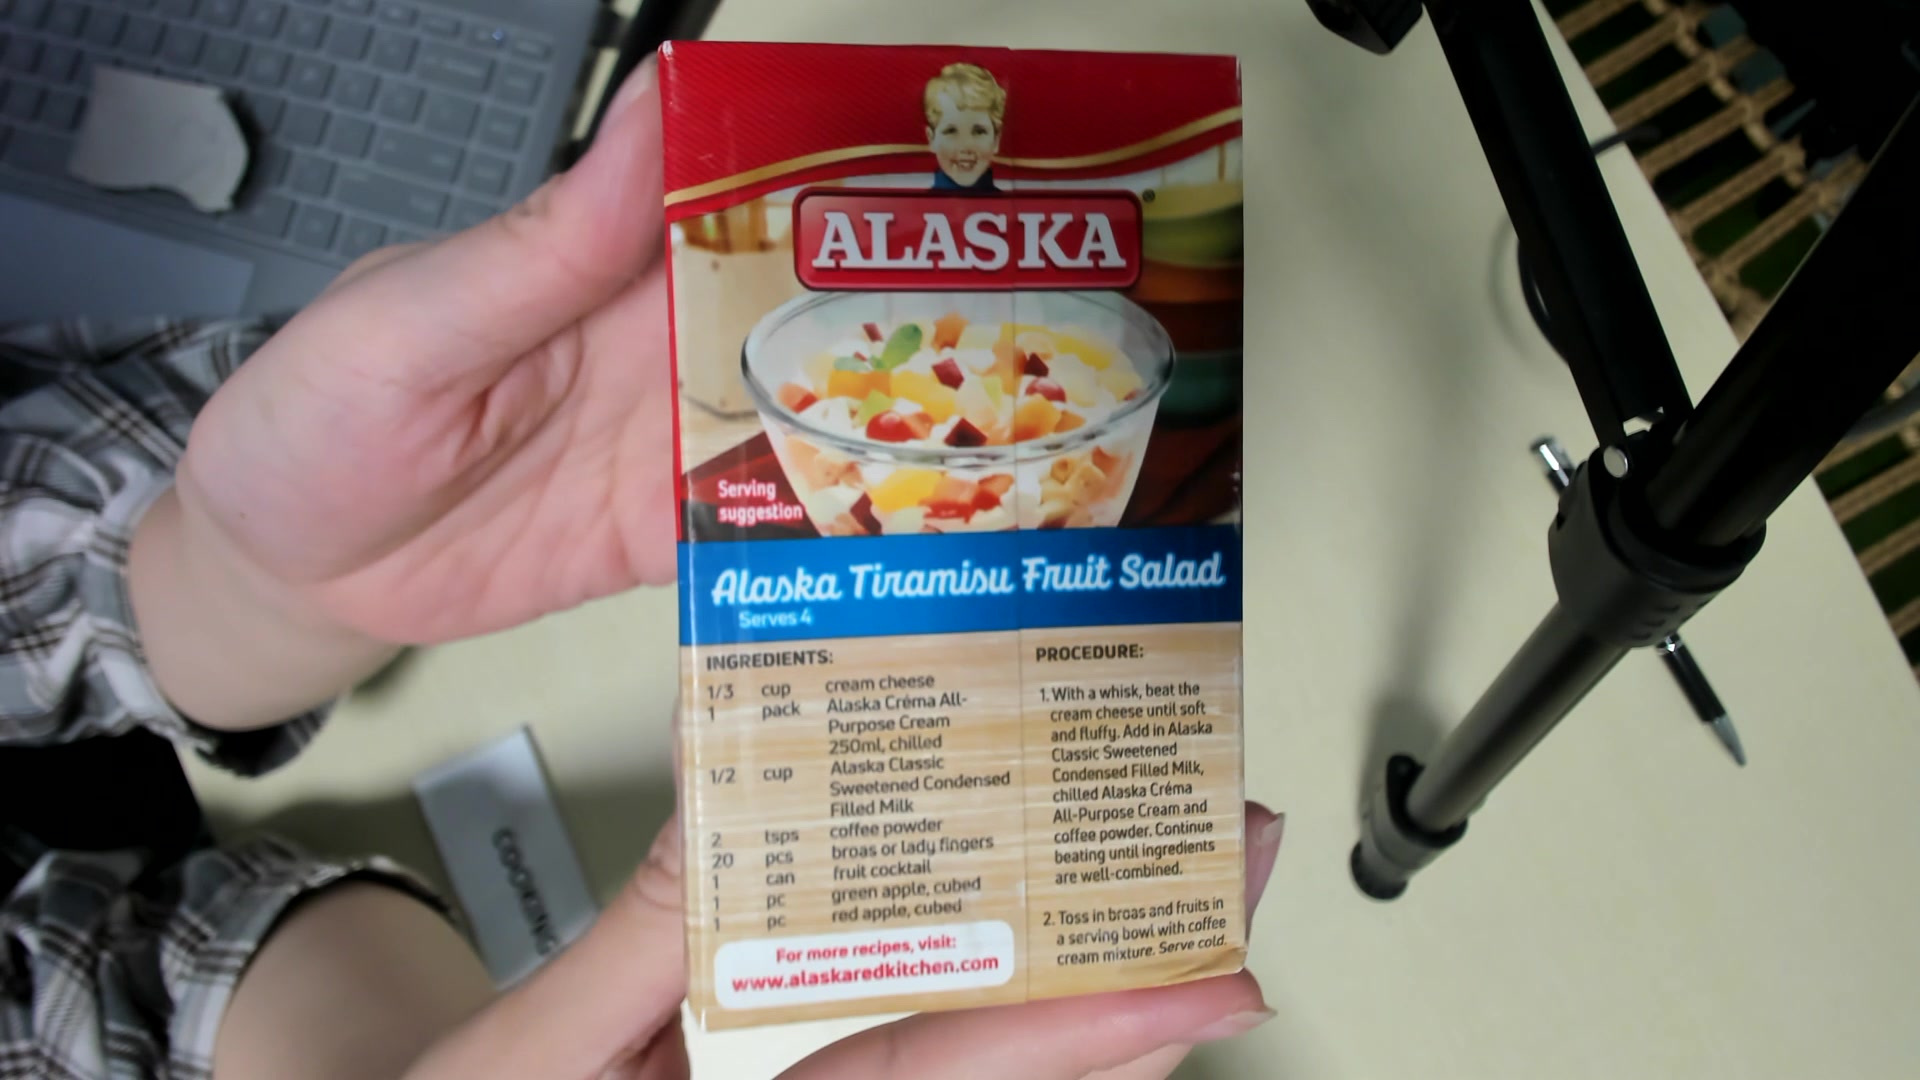 ALASKA
®
Serving
suggestion
Alaska Tiramisu Fruit Salad
Serves 4
INGREDIENTS:
1/3 cup cream cheese
1 pack Alaska Créma All-
Purpose Cream
250ml, chilled
1/2 cup Alaska Classic
Sweetened Condensed
Filled Milk
2 tsps coffee powder
20 pcs broas or lady fingers
1 can fruit cocktail
1 pc green apple, cubed
1 pc red apple, cubed
For more recipes, visit:
www.alaskaredkitchen.com
PROCEDURE:
1. With a whisk, beat the
cream cheese until soft
and fluffy. Add in Alaska
Classic Sweetened
Condensed Filled Milk,
chilled Alaska Créma
All-Purpose Cream and
coffee powder. Continue
beating until ingredients
are well-combined.
2. Toss in broas and fruits in
a serving bowl with coffee
cream mixture. Serve cold.
COOKING